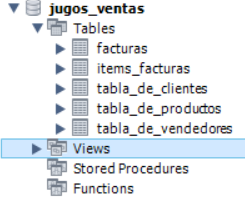 jugos_ventas
Tables
facturas
items_facturas
tabla_de_clientes
tabla_de_productos
tabla_de_vendedores
Views
Stored Procedures
Functions